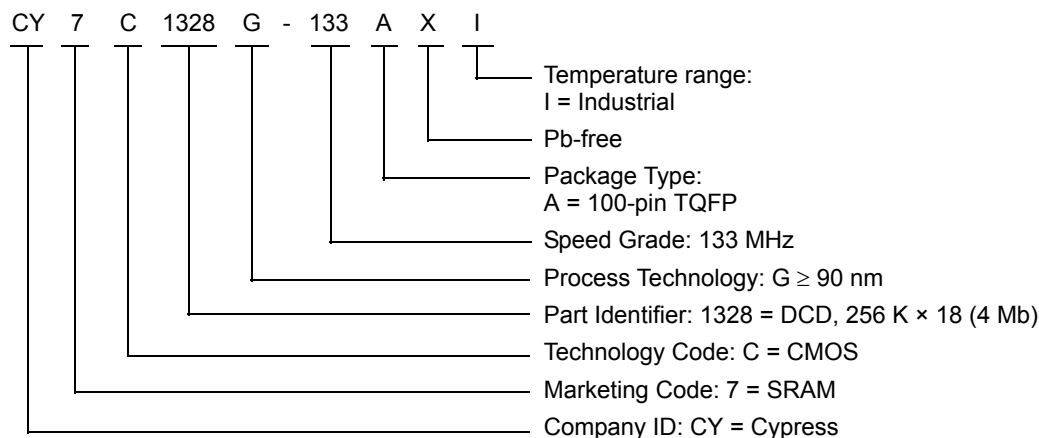 CY 7 C 1328 G - 133 A X I
Temperature range:
I = Industrial
Pb-free
Package Type:
A = 100-pin TQFP
Speed Grade: 133 MHz
Process Technology: G ≥ 90 nm
Part Identifier: 1328 = DCD, 256 K × 18 (4 Mb)
Technology Code: C = CMOS
Marketing Code: 7 = SRAM
Company ID: CY = Cypress